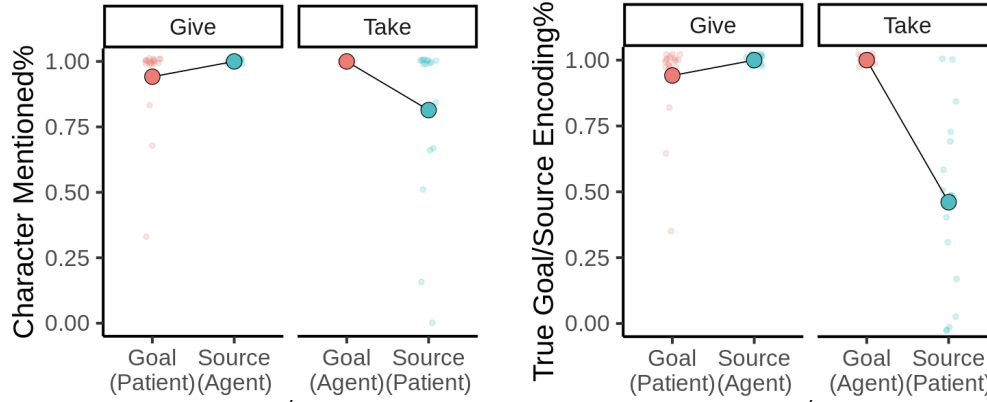 Character Mentioned%
Give
Take
1.00
0.75
0.50
0.25
0.00
Goal
(Patient)
Source
(Agent)
Goal
(Agent)
Source
(Patient)
True Goal/Source Encoding%
Give
Take
1.00
0.75
0.50
0.25
0.00
Goal
(Patient)
Source
(Agent)
Goal
(Agent)
Source
(Patient)